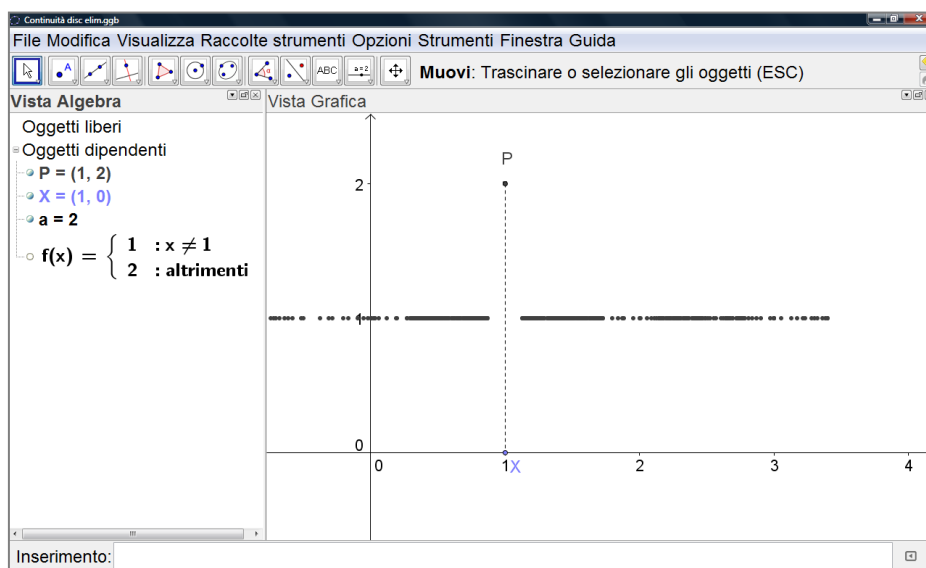 Continuità disc elim.ggb
File Modifica Visualizza Raccolte strumenti Opzioni Strumenti Finestra Guida
A ABC a=2 Muovi: Trascinare o selezionare gli oggetti (ESC)
Vista Algebra
Vista Grafica
Oggetti liberi
Oggetti dipendenti
P = (1, 2)
X = (1, 0)
a = 2
f(x) = { 1 : x ≠ 1
2 : altrimenti
P
2
1
0
0 1 X 2 3 4
Inserimento: